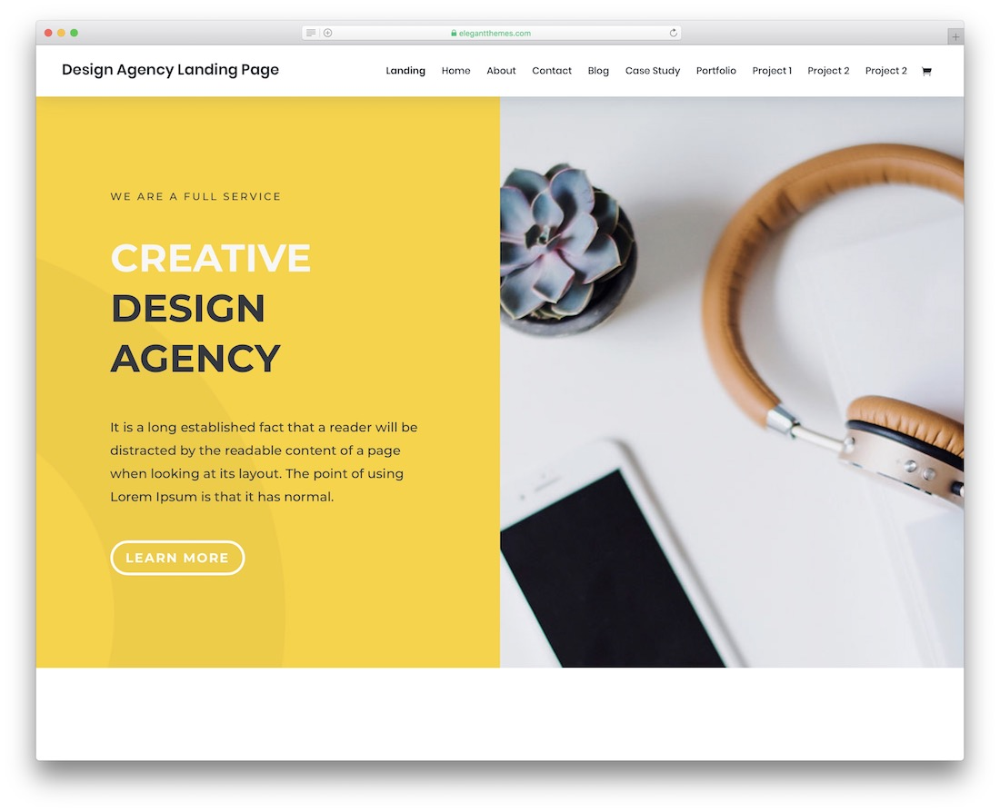 elegantthemes.com
Design Agency Landing Page
Landing Home About Contact Blog Case Study Portfolio Project 1 Project 2 Project 2
WE ARE A FULL SERVICE
CREATIVE
DESIGN
AGENCY
It is a long established fact that a reader will be
distracted by the readable content of a page
when looking at its layout. The point of using
Lorem Ipsum is that it has normal.
LEARN MORE